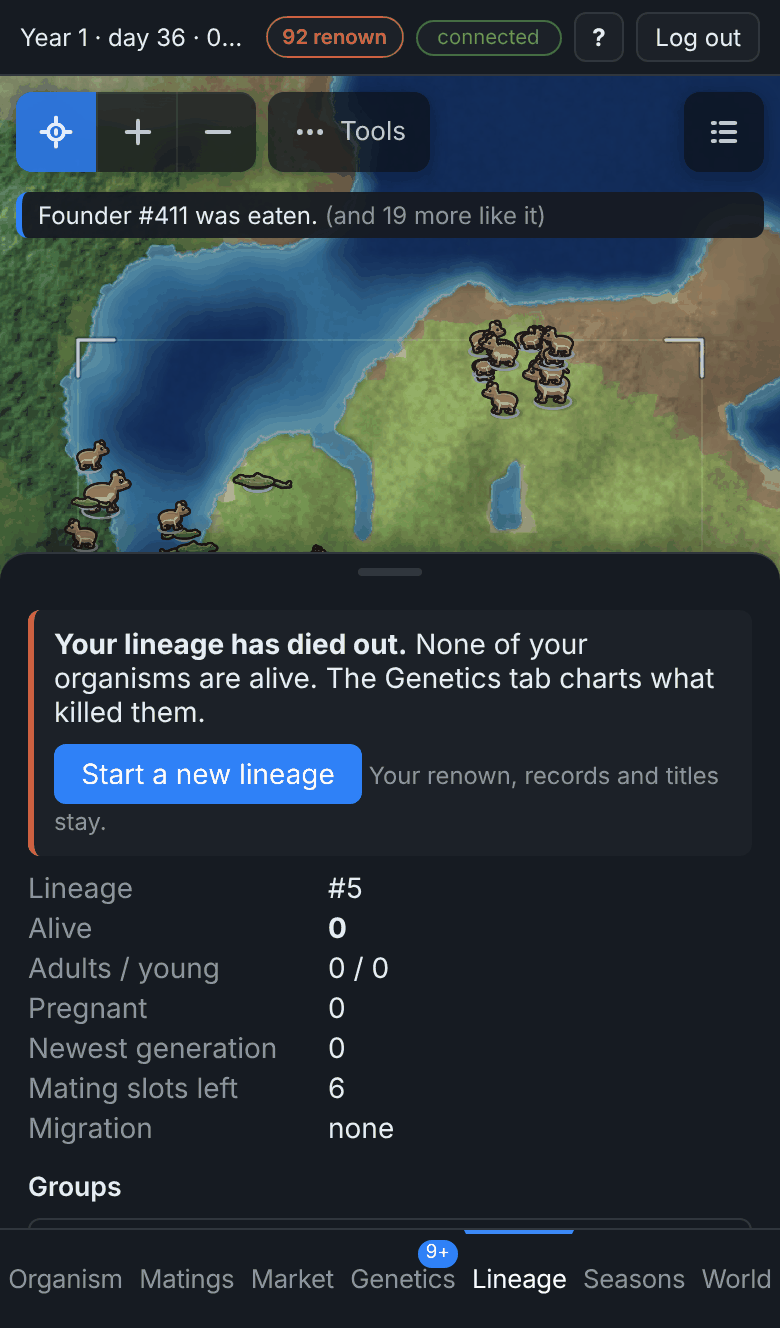 Year 1 · day 36 · 0...
92 renown
connected
?
Log out
Tools
Founder #411 was eaten. (and 19 more like it)
Your lineage has died out. None of your
organisms are alive. The Genetics tab charts what
killed them.
Start a new lineage Your renown, records and titles
stay.
Lineage #5
Alive 0
Adults / young 0 / 0
Pregnant 0
Newest generation 0
Mating slots left 6
Migration none
Groups
9+
Organism Matings Market Genetics Lineage Seasons World